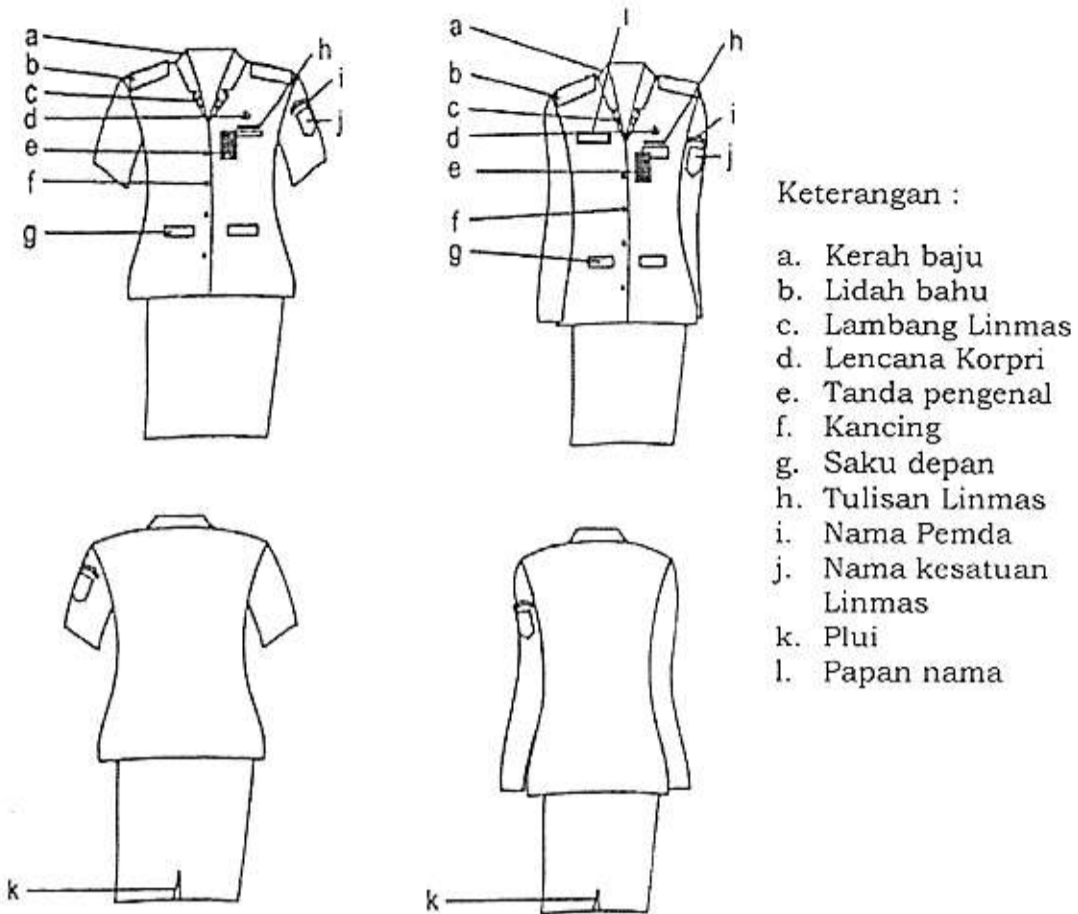 a
b
c
d
e
f
g
h
i
j
l
a
b
c
d
e
f
g
h
i
j
k
k
Keterangan :
a. Kerah baju
b. Lidah bahu
c. Lambang Linmas
d. Lencana Korpri
e. Tanda pengenal
f. Kancing
g. Saku depan
h. Tulisan Linmas
i. Nama Pemda
j. Nama kesatuan
Linmas
k. Plui
l. Papan nama